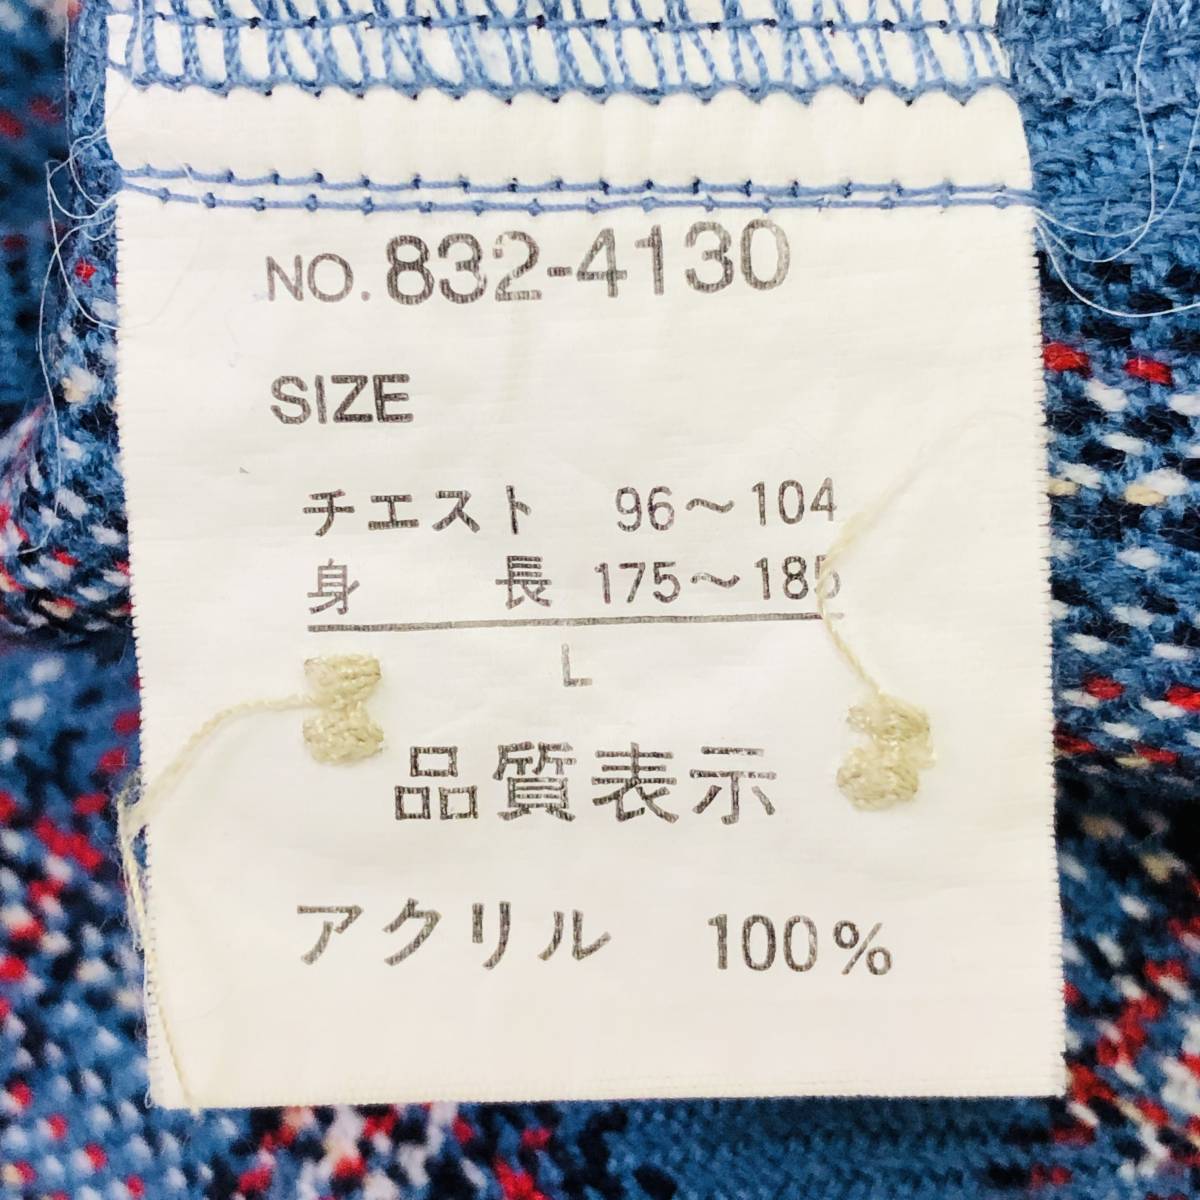 NO. 832-4130
SIZE
チエスト 96～104
身長 175～185
L
品質表示
アクリル 100%